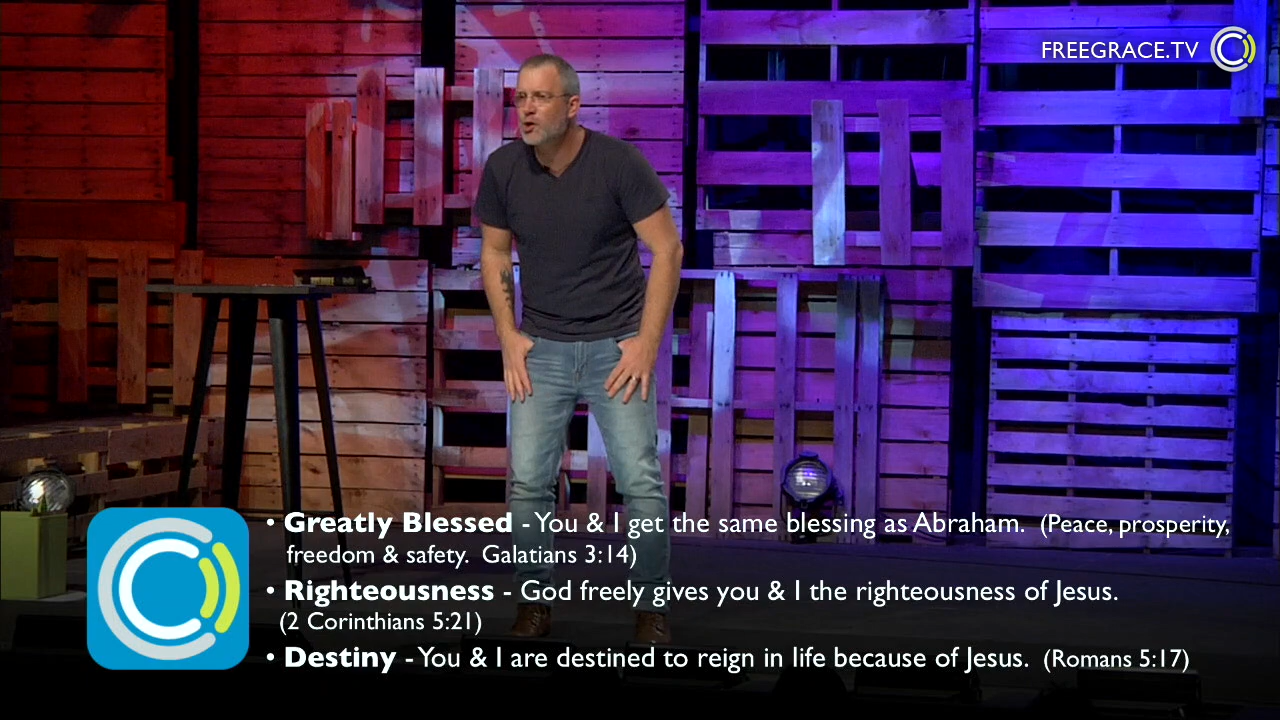 FREEGRACE.TV
• Greatly Blessed - You & I get the same blessing as Abraham. (Peace, prosperity,
freedom & safety. Galatians 3:14)
• Righteousness - God freely gives you & I the righteousness of Jesus.
(2 Corinthians 5:21)
• Destiny - You & I are destined to reign in life because of Jesus. (Romans 5:17)